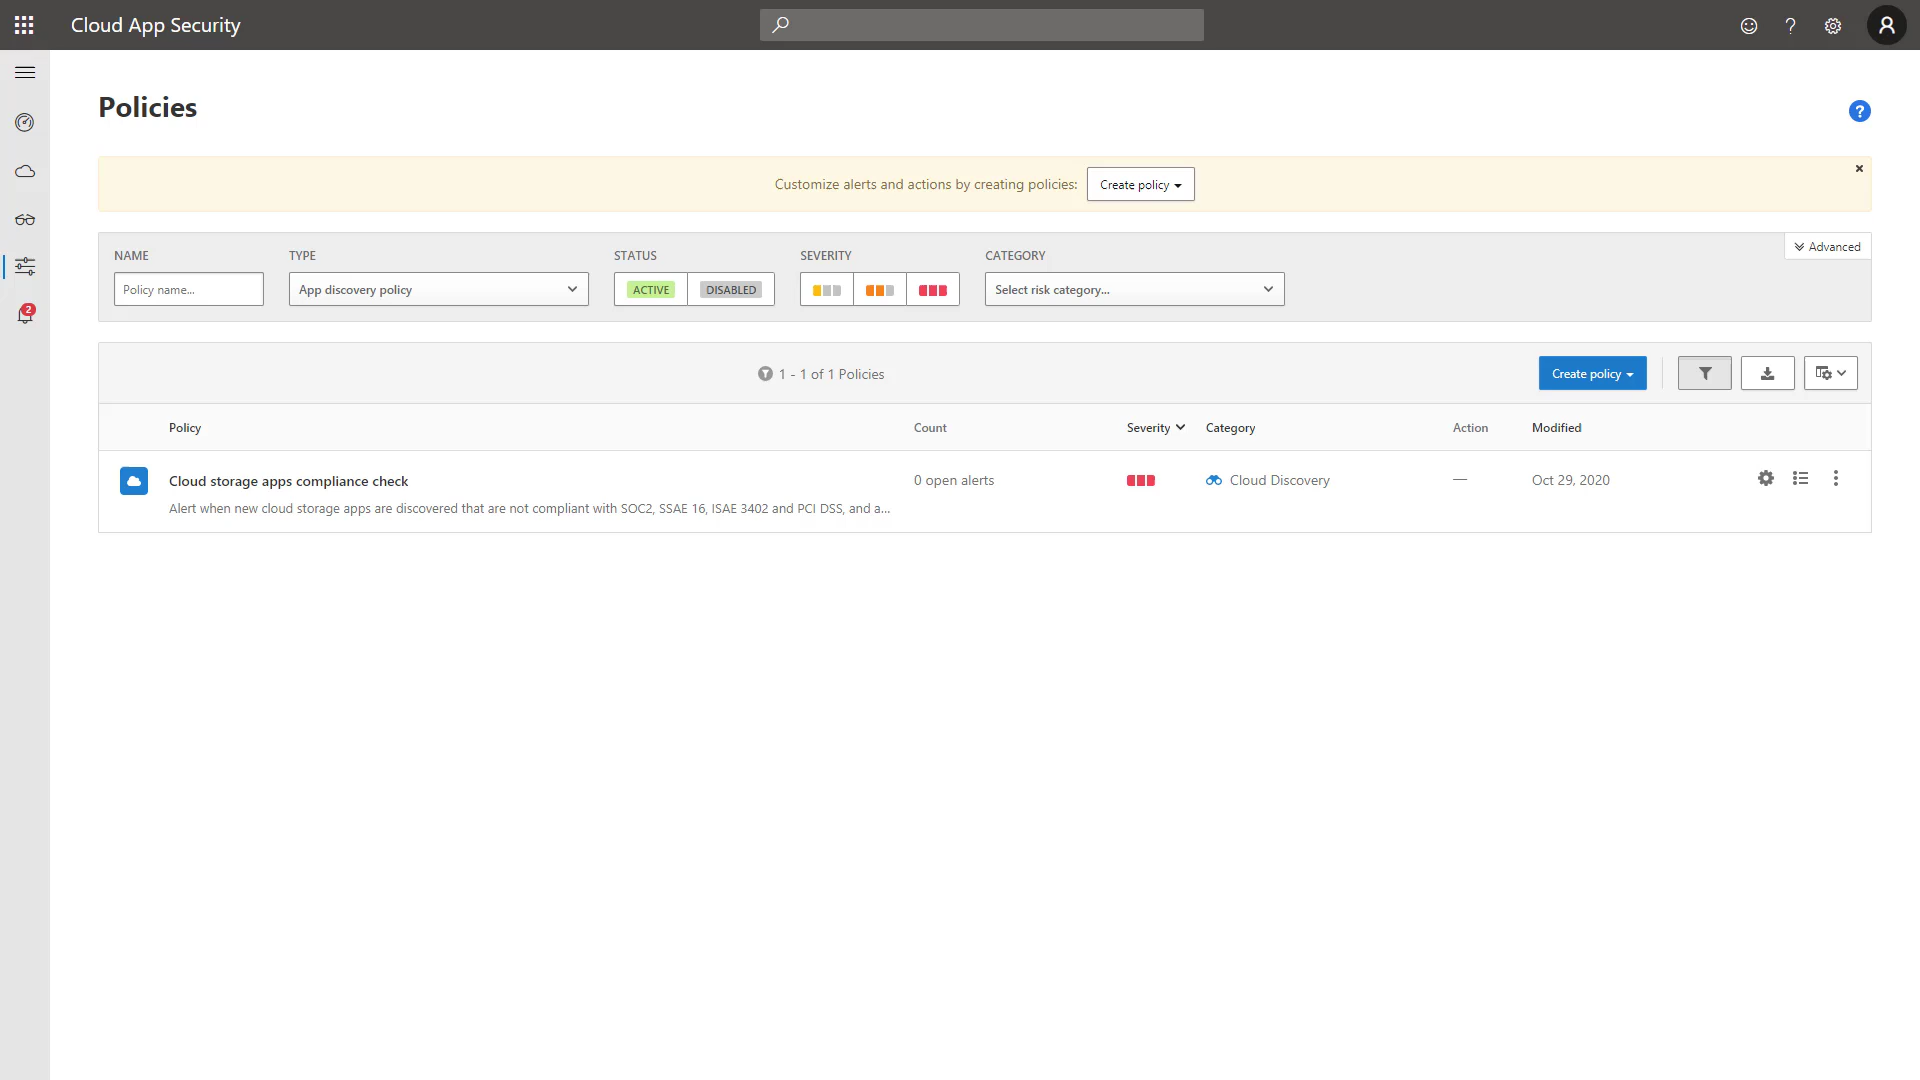 Cloud App Security
Policies
?
Customize alerts and actions by creating policies:
Create policy
Advanced
NAME
TYPE
STATUS
SEVERITY
CATEGORY
Policy name...
App discovery policy
ACTIVE
DISABLED
Select risk category...
2
1 - 1 of 1 Policies
Create policy
Policy
Count
Severity
Category
Action
Modified
Cloud storage apps compliance check
0 open alerts
Cloud Discovery
—
Oct 29, 2020
Alert when new cloud storage apps are discovered that are not compliant with SOC2, SSAE 16, ISAE 3402 and PCI DSS, and a...